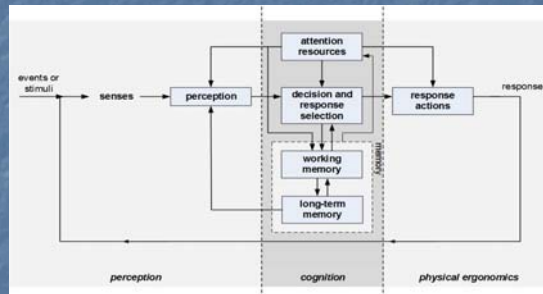 attention
resources
events or
stimuli
senses
perception
decision and
response
selection
response
actions
response
memory
working
memory
long-term
memory
perception
cognition
physical ergonomics